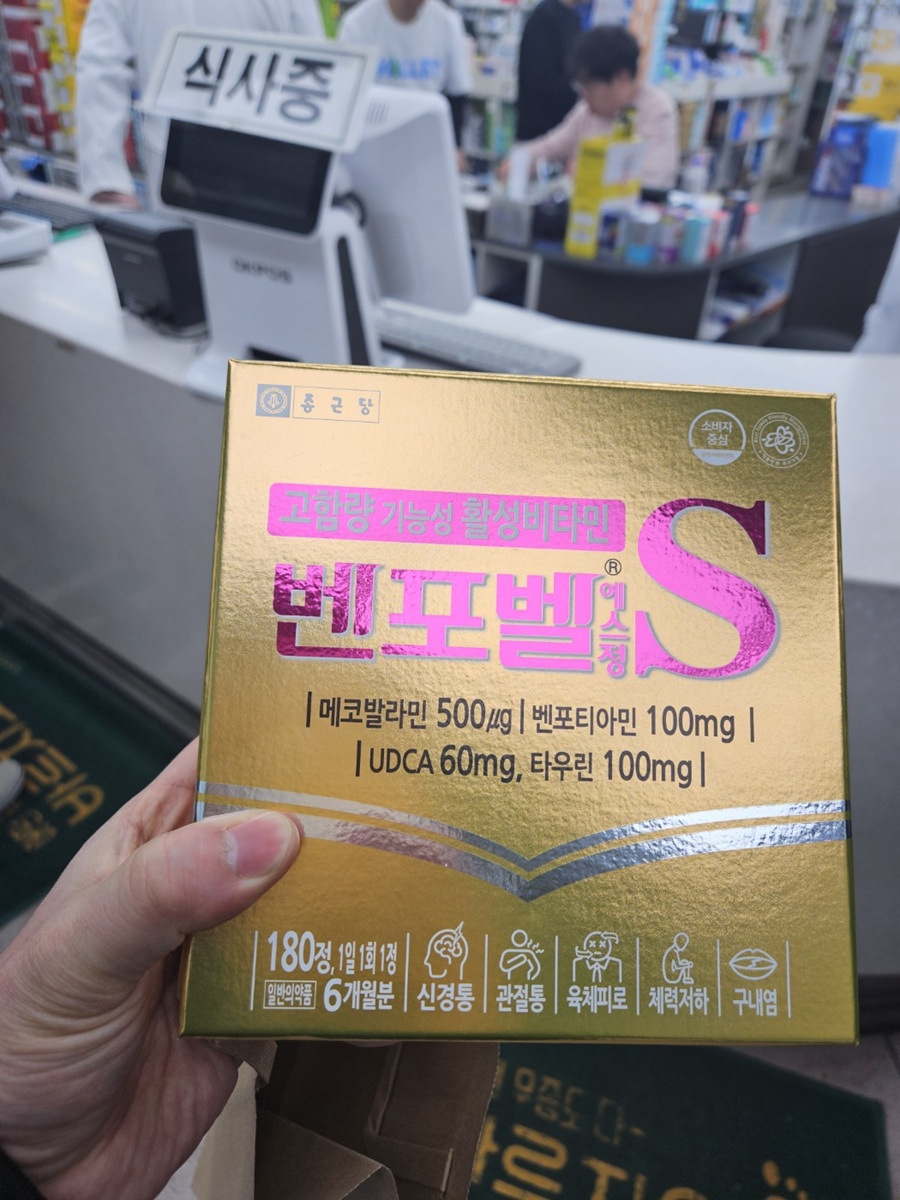 식사중
OKPOS
종근당
소비자
중심
고함량 기능성 활성비타민
벤포벨® 에스정 S
|메코발라민 500㎍|벤포티아민 100mg |
|UDCA 60mg, 타우린 100mg|
180정, 1일 1회 1정
일반의약품 6개월분
신경통
관절통
육체피로
체력저하
구내염